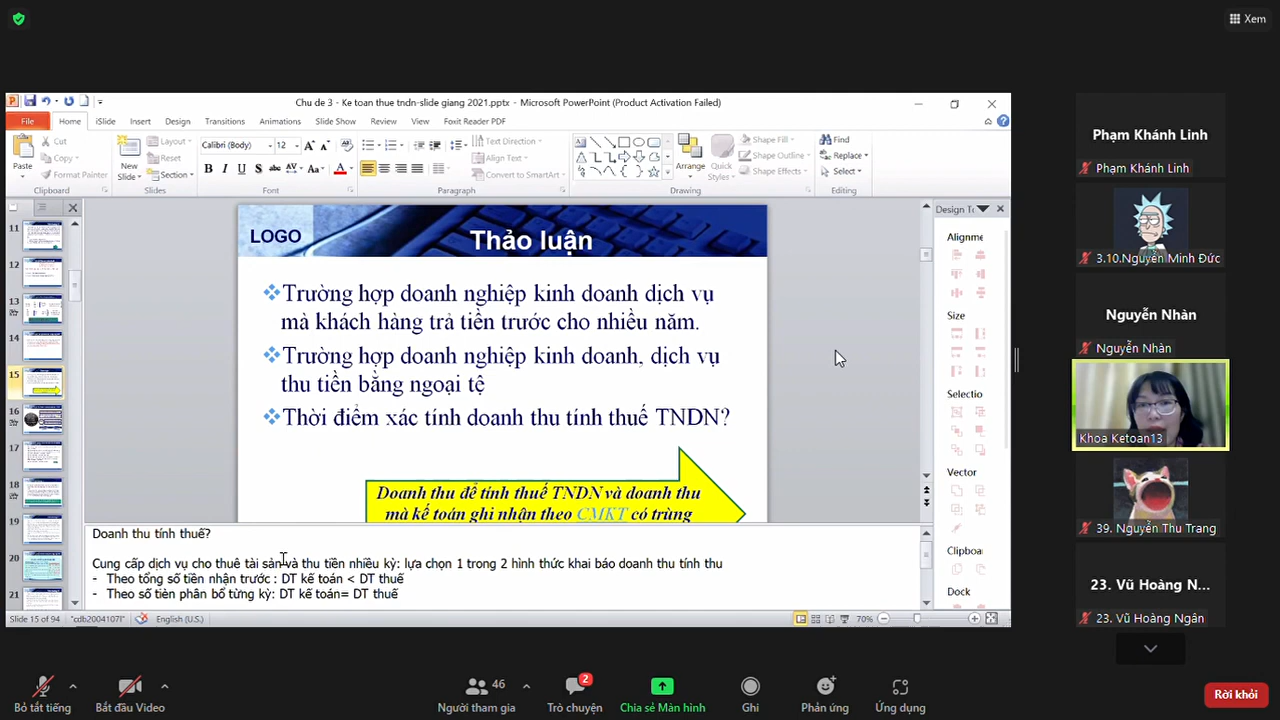 Xem
Chu de 3 - Ke toan thue tndn-slide giang 2021.pptx - Microsoft PowerPoint (Product Activation Failed)
File Home iSlide Insert Design Transitions Animations Slide Show Review View Foxit Reader PDF
Paste
Cut
Copy
Format Painter
Clipboard
New
Slide
Layout
Reset
Section
Slides
Calibri (Body) 12
Font
Text Direction
Align Text
Convert to SmartArt
Paragraph
Arrange
Quick
Styles
Shape Fill
Shape Outline
Shape Effects
Drawing
Find
Replace
Select
Editing
11
12
13
14
15
16
17
18
19
20
21
LOGO
Thảo luận
Trường hợp doanh nghiệp kinh doanh dịch vụ
mà khách hàng trả tiền trước cho nhiều năm.
Trường hợp doanh nghiệp kinh doanh, dịch vụ
thu tiền bằng ngoại tệ
Thời điểm xác tính doanh thu tính thuế TNDN?
Doanh thu để tính thuế TNDN và doanh thu
mà kế toán ghi nhận theo CMKT có trùng
Doanh thu tính thuế?
Cung cấp dịch vụ cho thuê tài sản và thu tiền nhiều kỳ: lựa chọn 1 trong 2 hình thức khai báo doanh thu tính thu
- Theo tổng số tiền nhận trước : DT kế toán < DT thuế
- Theo số tièn phân bổ từng kỳ: DT kế toán= DT thuế
Design To
Alignme
Size
Selectio
Vector
Clipboa
Dock
Slide 15 of 94 "cdb2004107l" English (U.S.) 70%
Phạm Khánh Linh
Phạm Khánh Linh
3.10.Nguyễn Minh Đức
Nguyễn Nhàn
Nguyễn Nhàn
Khoa Ketoan13
39. Nguyễn Thu Trang
23. Vũ Hoàng N...
23. Vũ Hoàng Ngân
Bỏ tắt tiếng
Bắt đầu Video
46
Người tham gia
2
Trò chuyện
Chia sẻ Màn hình
Ghi
Phản ứng
Ứng dụng
Rời khỏi